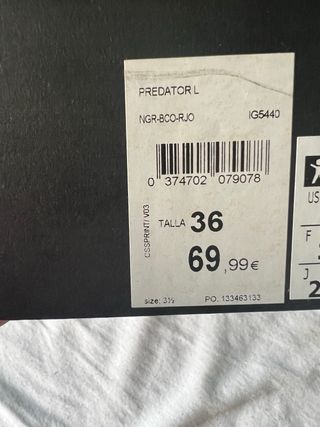 PREDATOR L
NGR-BCO-RJO IG5440
0 374702 079078
CSSPRINT/V03
TALLA 36
69,99€
size: 3½ PO. 133463133
US
F
J
2